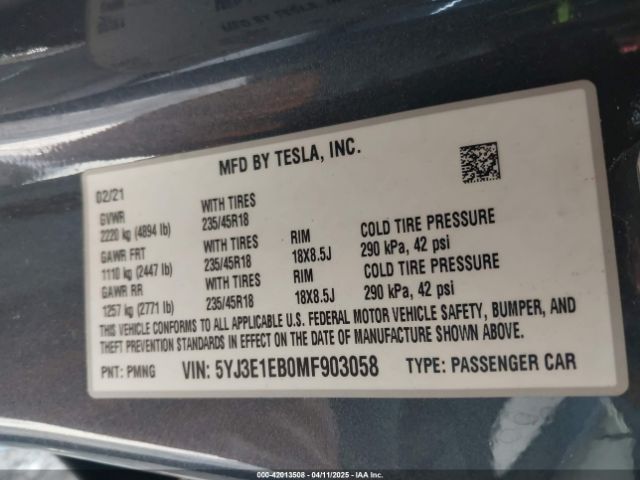 MFD BY TESLA, INC.
02/21
GVWR WITH TIRES
2220 kg (4894 lb) 235/45R18
GAWR FRT WITH TIRES RIM COLD TIRE PRESSURE
1110 kg (2447 lb) 235/45R18 18X8.5J 290 kPa, 42 psi
GAWR RR WITH TIRES RIM COLD TIRE PRESSURE
1257 kg (2771 lb) 235/45R18 18X8.5J 290 kPa, 42 psi
THIS VEHICLE CONFORMS TO ALL APPLICABLE U.S. FEDERAL MOTOR VEHICLE SAFETY, BUMPER, AND
THEFT PREVENTION STANDARDS IN EFFECT ON THE DATE OF MANUFACTURE SHOWN ABOVE.
PNT: PMNG VIN: 5YJ3E1EB0MF903058 TYPE: PASSENGER CAR
000-42013508 - 04/11/2025 - IAA Inc.